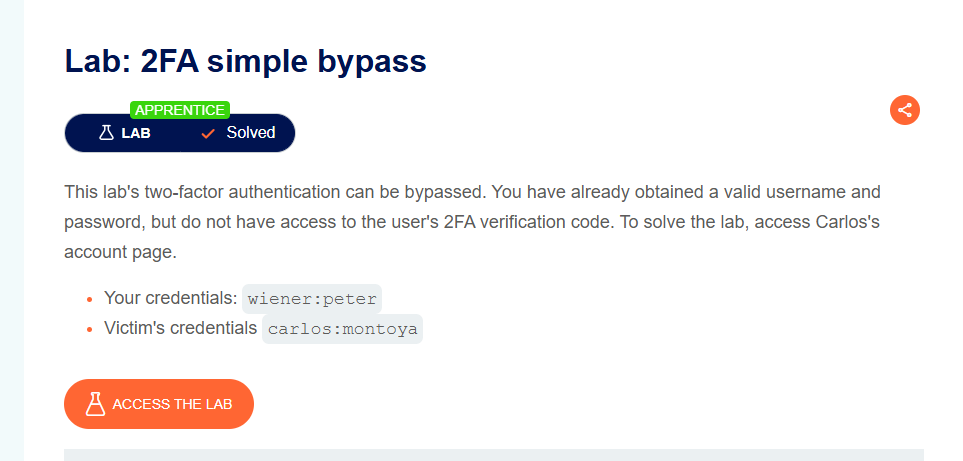 Lab: 2FA simple bypass
APPRENTICE
LAB Solved
This lab's two-factor authentication can be bypassed. You have already obtained a valid username and
password, but do not have access to the user's 2FA verification code. To solve the lab, access Carlos's
account page.
Your credentials: wiener:peter
Victim's credentials carlos:montoya
ACCESS THE LAB